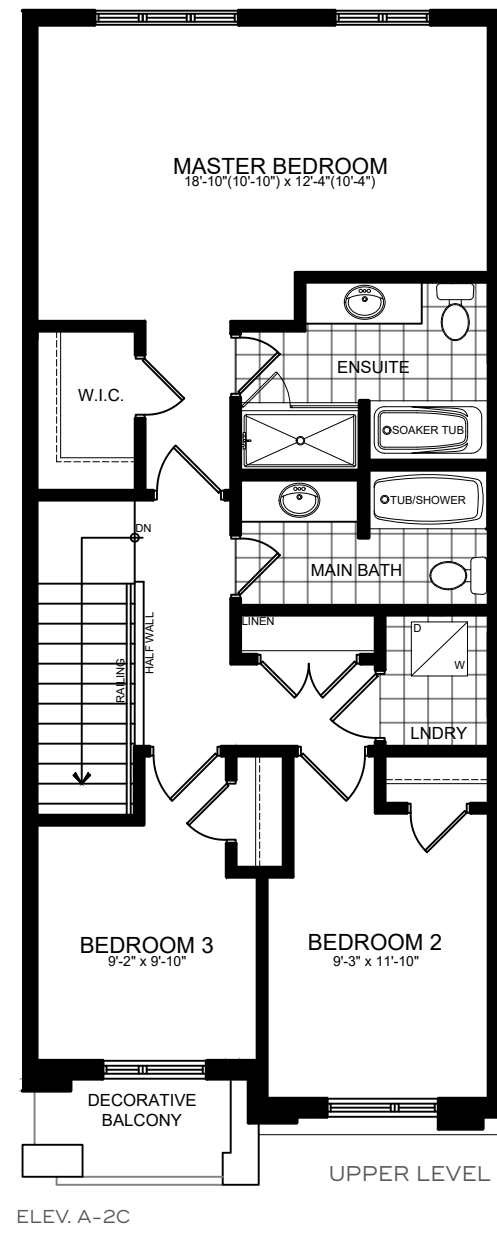 MASTER BEDROOM
18'-10"(10'-10") x 12'-4"(10'-4")
W.I.C.
ENSUITE
SOAKER TUB
TUB/SHOWER
DN
MAIN BATH
LINEN
HALF WALL
RAILING
D
W
LNDRY
BEDROOM 3
9'-2" x 9'-10"
BEDROOM 2
9'-3" x 11'-10"
DECORATIVE
BALCONY
UPPER LEVEL
ELEV. A-2C